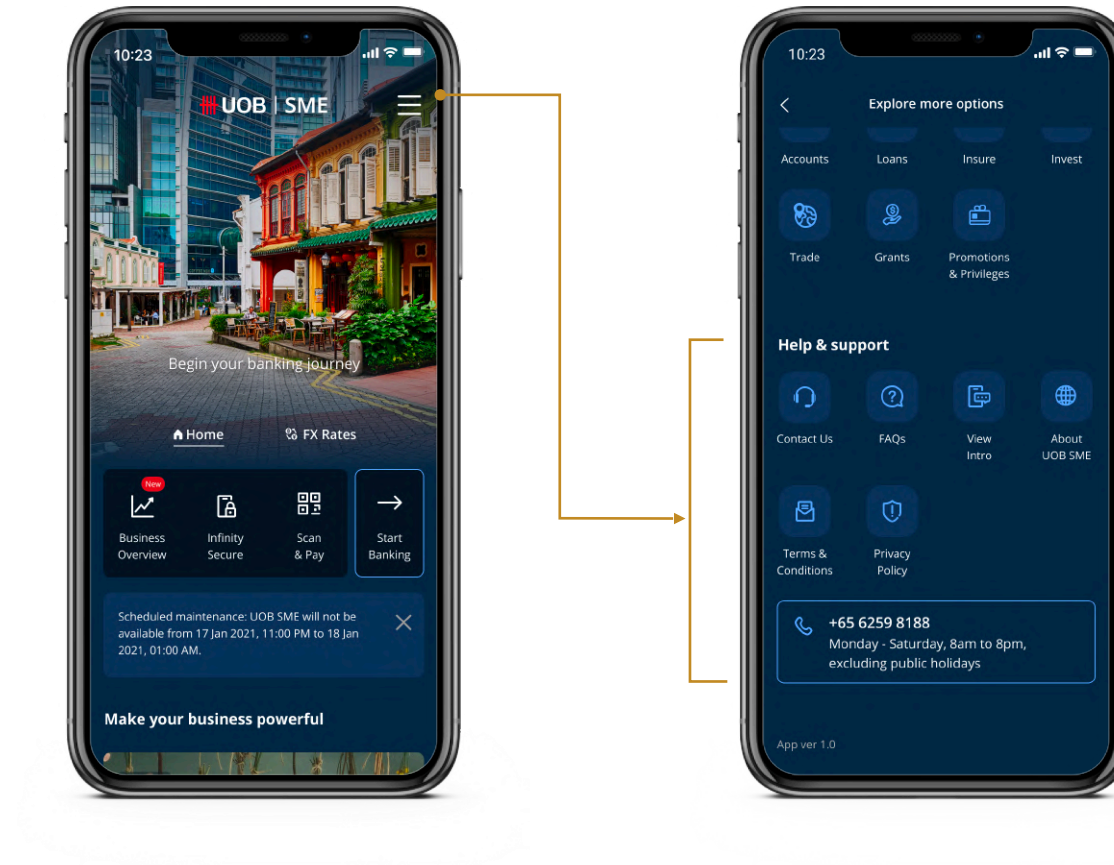 10:23
UOB | SME
Begin your banking journey
Home
FX Rates
New
Business
Overview
Infinity
Secure
Scan
& Pay
Start
Banking
Scheduled maintenance: UOB SME will not be
available from 17 Jan 2021, 11:00 PM to 18 Jan
2021, 01:00 AM.
Make your business powerful
10:23
Explore more options
Accounts
Loans
Insure
Invest
Trade
Grants
Promotions
& Privileges
Help & support
Contact Us
FAQs
View
Intro
About
UOB SME
Terms &
Conditions
Privacy
Policy
+65 6259 8188
Monday - Saturday, 8am to 8pm,
excluding public holidays
App ver 1.0